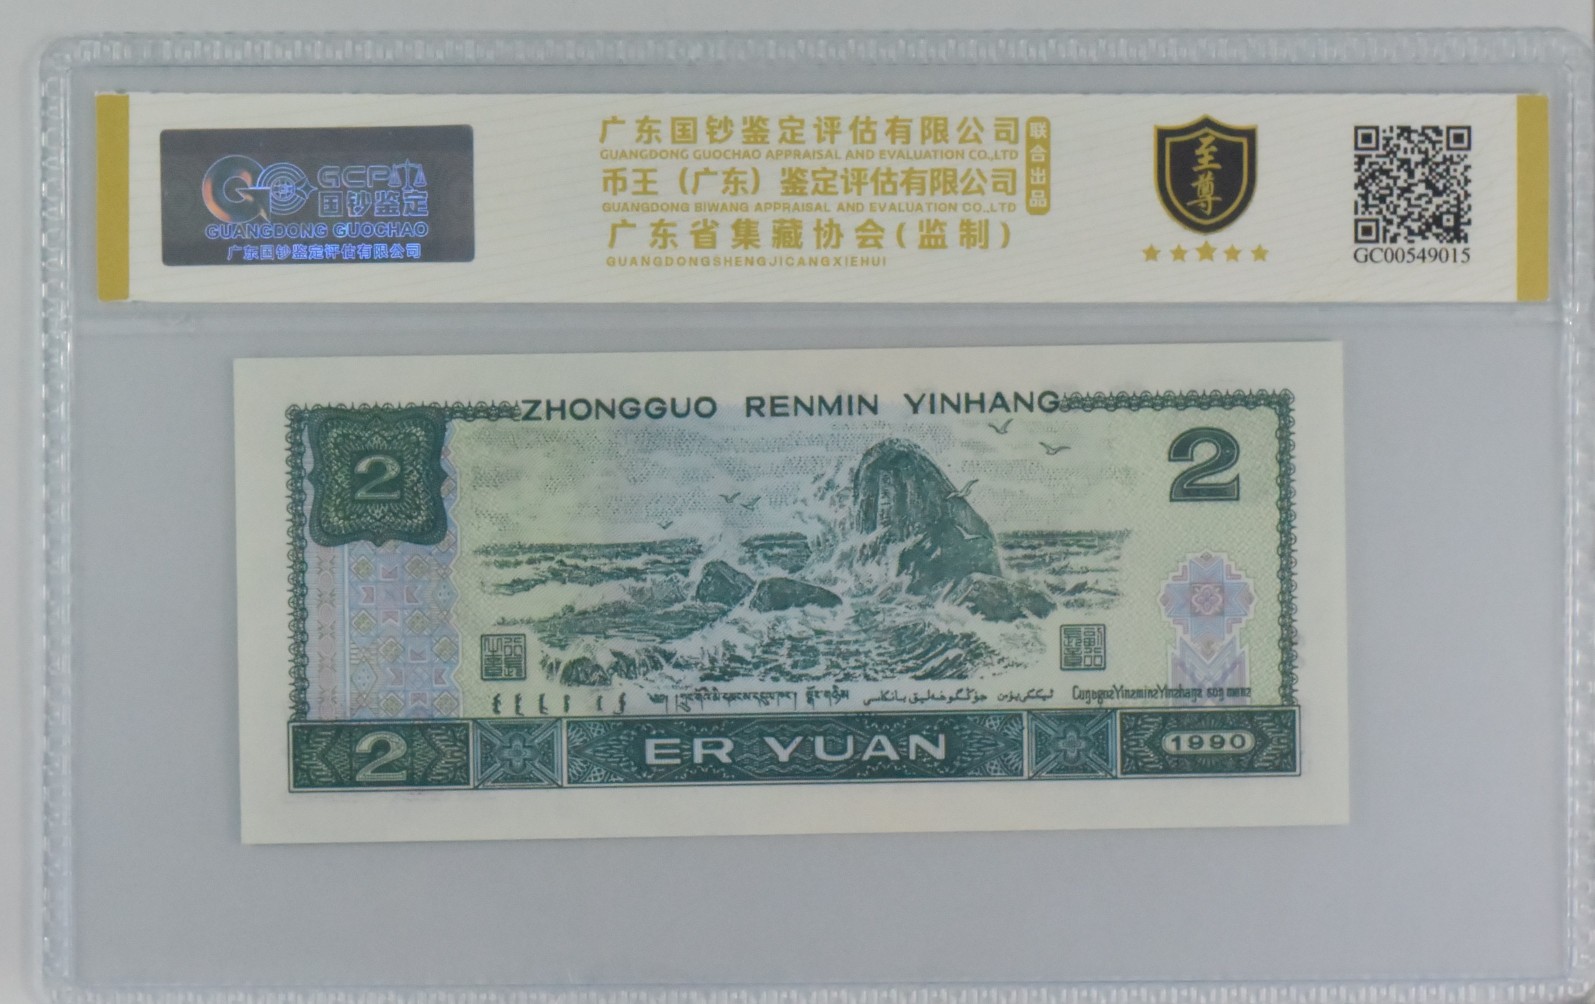 GCP
国钞鉴定
GUANGDONG GUOCHAO
广东国钞鉴定评估有限公司
广东国钞鉴定评估有限公司
GUANGDONG GUOCHAO APPRAISAL AND EVALUATION CO.,LTD
币王（广东）鉴定评估有限公司
GUANGDONG BIWANG APPRAISAL AND EVALUATION CO.,LTD
广东省集藏协会(监制)
GUANGDONGSHENGJICANGXIEHUI
联合出品
至尊
GC00549015
ZHONGGUO RENMIN YINHANG
2
2
2
ER YUAN
1990